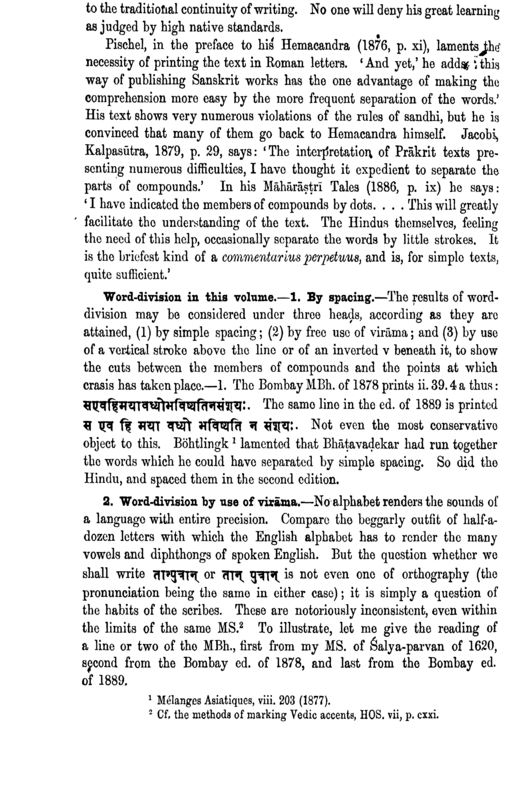 to the traditional continuity of writing. No one will deny his great learning
as judged by high native standards.
Pischel, in the preface to his Hemacandra (1876, p. xi), laments the
necessity of printing the text in Roman letters. ‘And yet,’ he adds, ‘this
way of publishing Sanskrit works has the one advantage of making the
comprehension more easy by the more frequent separation of the words.’
His text shows very numerous violations of the rules of sandhi, but he is
convinced that many of them go back to Hemacandra himself. Jacobi,
Kalpasūtra, 1879, p. 29, says: ‘The interpretation of Prākrit texts pre-
senting numerous difficulties, I have thought it expedient to separate the
parts of compounds.’ In his Māhārāṣṭrī Tales (1886, p. ix) he says:
‘I have indicated the members of compounds by dots. . . . This will greatly
facilitate the understanding of the text. The Hindus themselves, feeling
the need of this help, occasionally separate the words by little strokes. It
is the briefest kind of a commentarius perpetuus, and is, for simple texts,
quite sufficient.’
Word-division in this volume.—1. By spacing.—The results of word-
division may be considered under three heads, according as they are
attained, (1) by simple spacing; (2) by free use of virāma; and (3) by use
of a vertical stroke above the line or of an inverted v beneath it, to show
the cuts between the members of compounds and the points at which
crasis has taken place.—1. The Bombay MBh. of 1878 prints ii. 39. 4 a thus:
सएवहिमयावध्योभविष्यतिनसंशयः. The same line in the ed. of 1889 is printed
स एव हि मया वध्यो भविष्यति न संशयः. Not even the most conservative
object to this. Böhtlingk ¹ lamented that Bhāṭavaḍekar had run together
the words which he could have separated by simple spacing. So did the
Hindu, and spaced them in the second edition.
2. Word-division by use of virāma.—No alphabet renders the sounds of
a language with entire precision. Compare the beggarly outfit of half-a-
dozen letters with which the English alphabet has to render the many
vowels and diphthongs of spoken English. But the question whether we
shall write तान्पुत्रान् or तान् पुत्रान् is not even one of orthography (the
pronunciation being the same in either case); it is simply a question of
the habits of the scribes. These are notoriously inconsistent, even within
the limits of the same MS.² To illustrate, let me give the reading of
a line or two of the MBh., first from my MS. of Śalya-parvan of 1620,
second from the Bombay ed. of 1878, and last from the Bombay ed.
of 1889.
¹ Mélanges Asiatiques, viii. 203 (1877).
² Cf. the methods of marking Vedic accents, HOS. vii, p. cxxi.